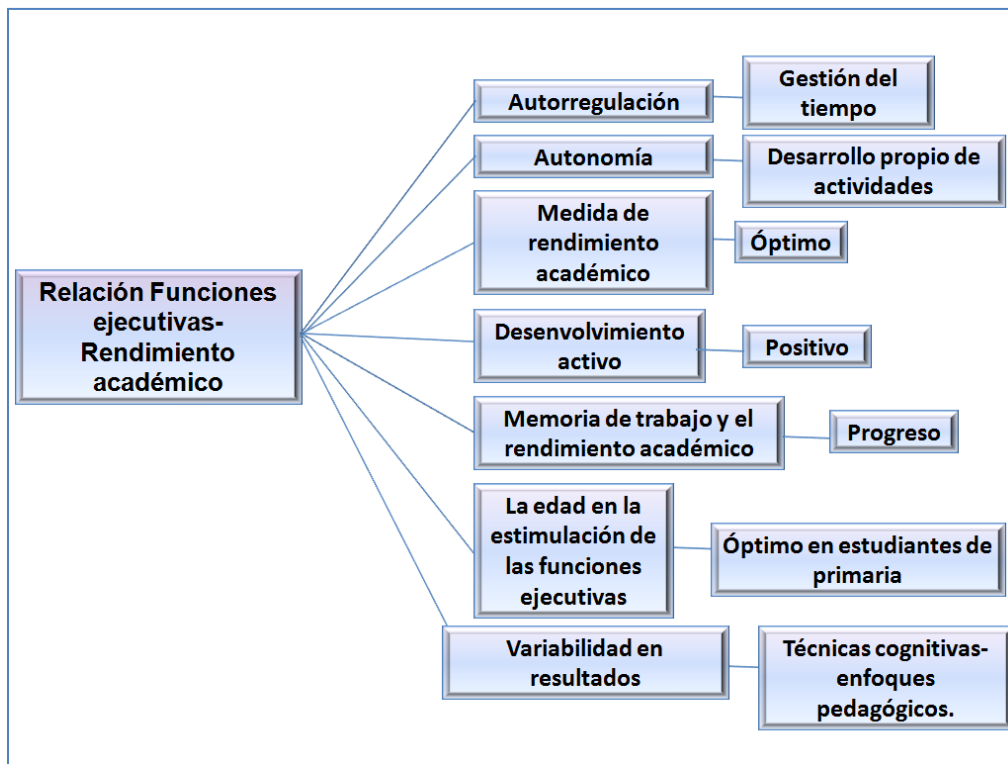 Relación Funciones
ejecutivas-
Rendimiento
académico
Autorregulación
Gestión del
tiempo
Autonomía
Desarrollo propio de
actividades
Medida de
rendimiento
académico
Óptimo
Desenvolvimiento
activo
Positivo
Memoria de trabajo y el
rendimiento académico
Progreso
La edad en la
estimulación de
las funciones
ejecutivas
Óptimo en estudiantes de
primaria
Variabilidad en
resultados
Técnicas cognitivas-
enfoques
pedagógicos.